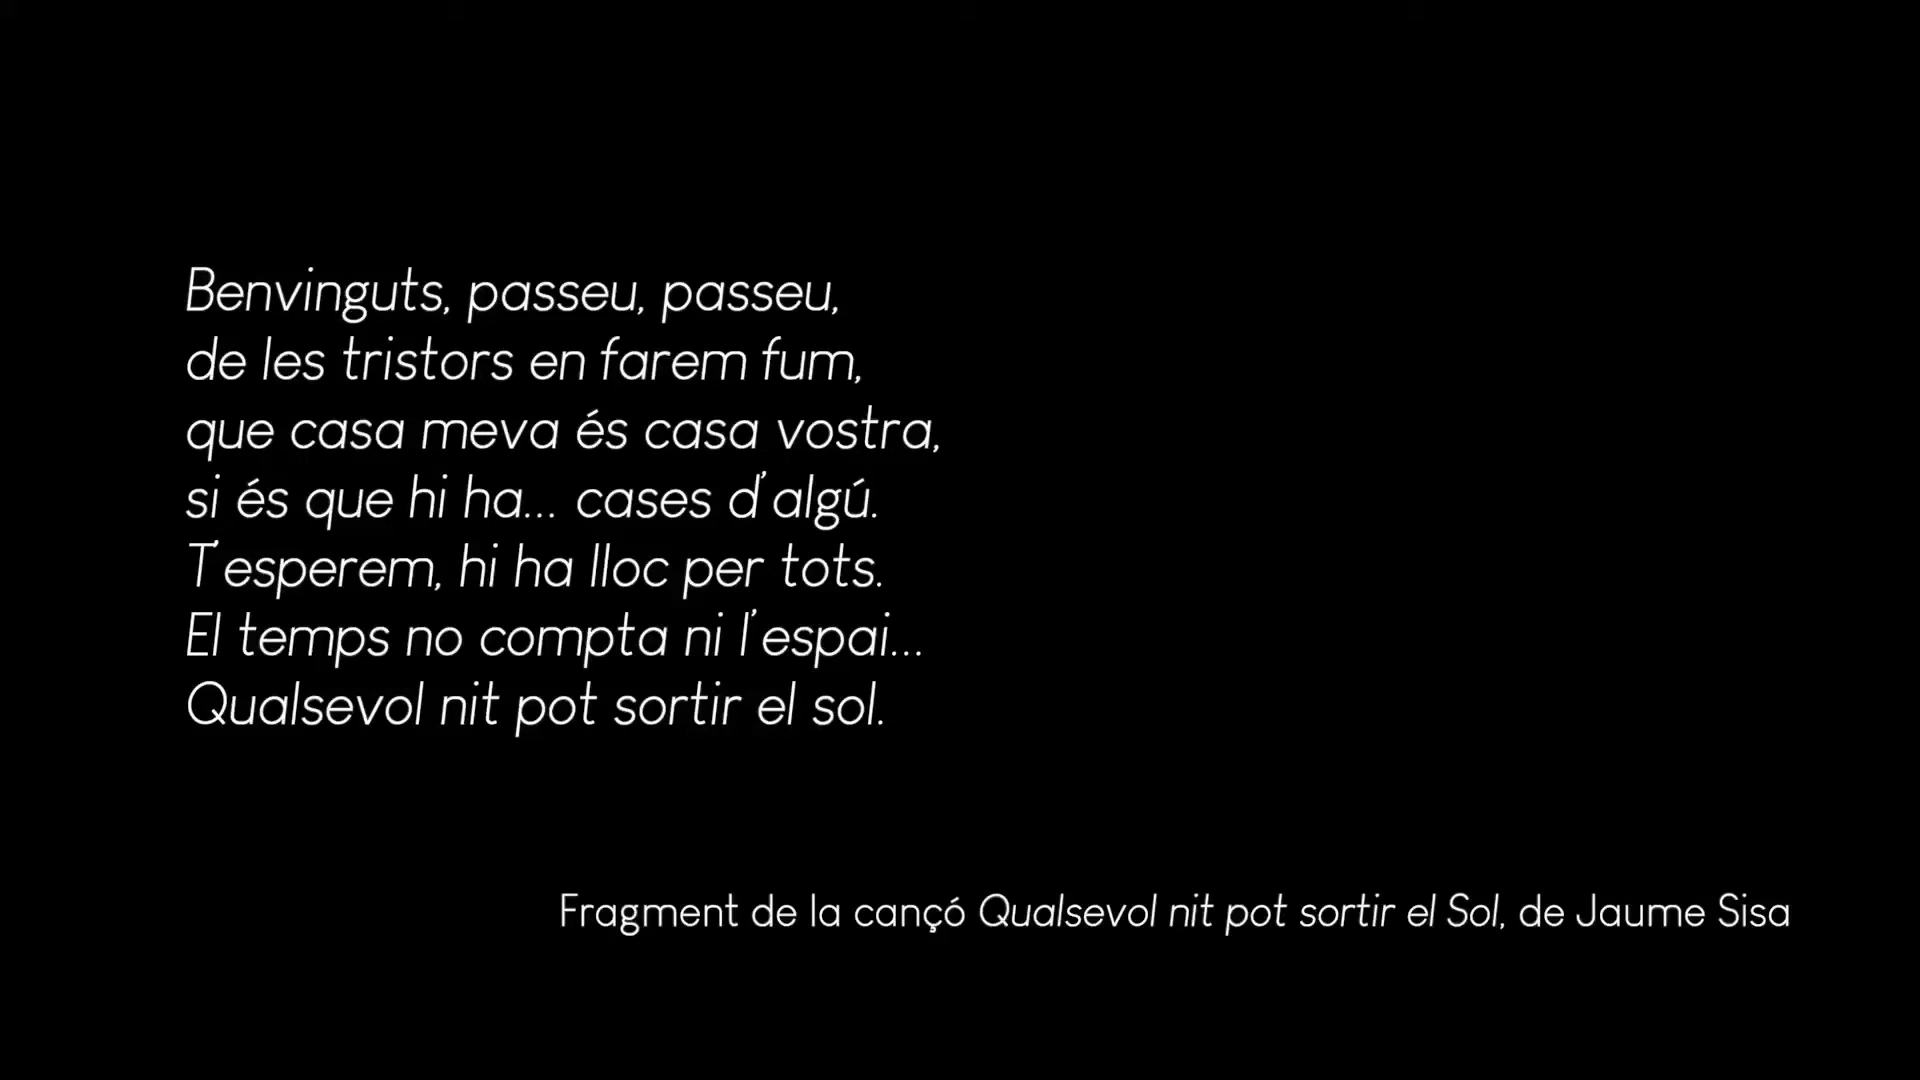 Benvinguts, passeu, passeu,
de les tristors en farem fum,
que casa meva és casa vostra,
si és que hi ha... cases d'algú.
T'esperem, hi ha lloc per tots.
El temps no compta ni l'espai...
Qualsevol nit pot sortir el sol.
Fragment de la cançó Qualsevol nit pot sortir el Sol, de Jaume Sisa